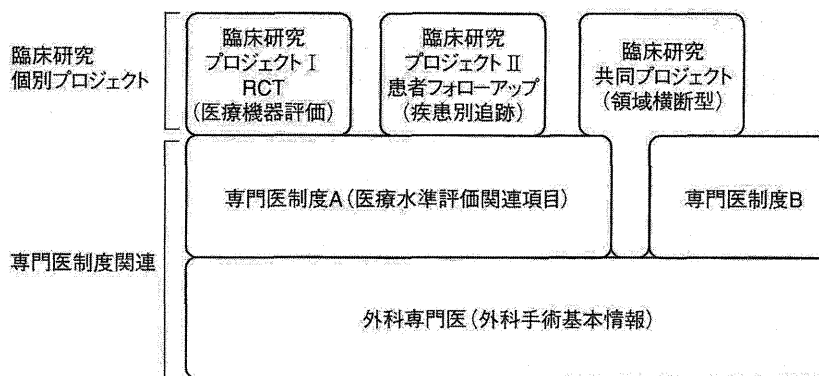 臨床研究
個別プロジェクト
臨床研究
プロジェクト Ⅰ
RCT
(医療機器評価)
臨床研究
プロジェクト Ⅱ
患者フォローアップ
(疾患別追跡)
臨床研究
共同プロジェクト
(領域横断型)
専門医制度関連
専門医制度A(医療水準評価関連項目)
専門医制度B
外科専門医(外科手術基本情報)